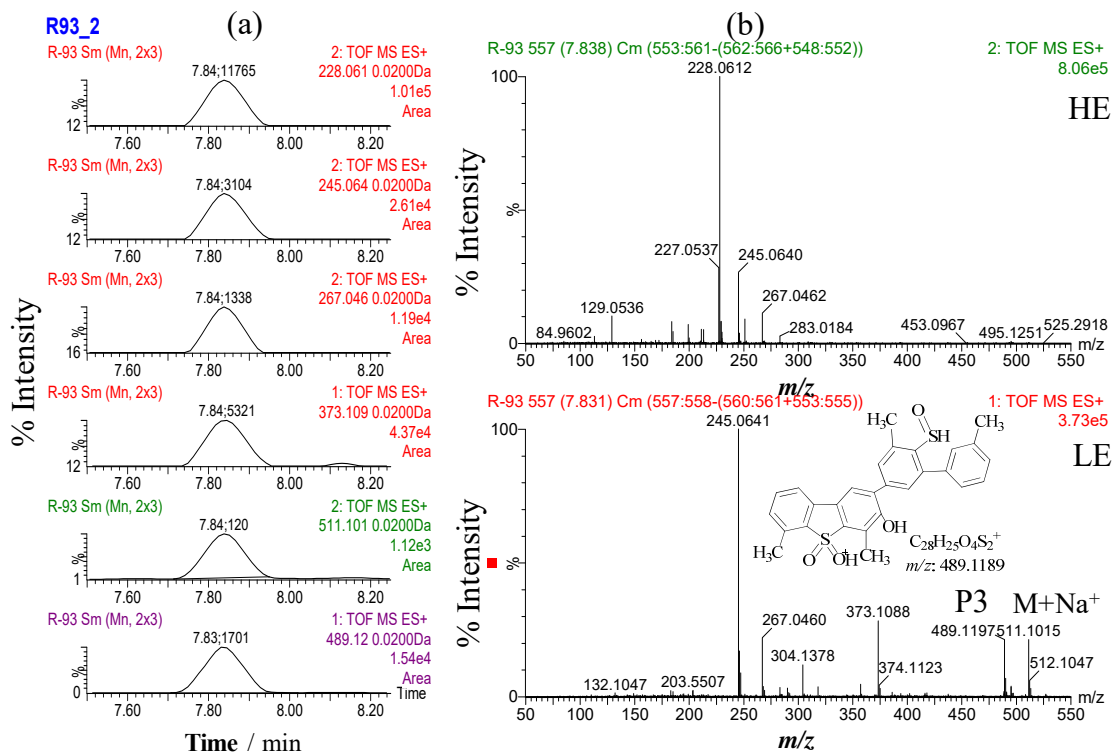 R93_2
(a)
R-93 Sm (Mn, 2x3)
2: TOF MS ES+
228.061 0.0200Da
1.01e5
Area
7.84;11765
%
12
7.60 7.80 8.00 8.20
R-93 Sm (Mn, 2x3)
2: TOF MS ES+
245.064 0.0200Da
2.61e4
Area
7.84;3104
%
12
7.60 7.80 8.00 8.20
R-93 Sm (Mn, 2x3)
2: TOF MS ES+
267.046 0.0200Da
1.19e4
Area
7.84;1338
%
16
7.60 7.80 8.00 8.20
R-93 Sm (Mn, 2x3)
1: TOF MS ES+
373.109 0.0200Da
4.37e4
Area
7.84;5321
%
12
7.60 7.80 8.00 8.20
R-93 Sm (Mn, 2x3)
2: TOF MS ES+
511.101 0.0200Da
1.12e3
Area
7.84;120
%
1
7.60 7.80 8.00 8.20
R-93 Sm (Mn, 2x3)
1: TOF MS ES+
489.12 0.0200Da
1.54e4
Area
7.83;1701
%
0
Time
7.60 7.80 8.00 8.20
% Intensity
Time / min
(b)
R-93 557 (7.838) Cm (553:561-(562:566+548:552))
2: TOF MS ES+
8.06e5
HE
100
%
0
% Intensity
228.0612
227.0537
245.0640
129.0536
267.0462
84.9602
283.0184
453.0967
495.1251
525.2918
m/z
50 100 150 200 250 300 350 400 450 500 550
m/z
R-93 557 (7.831) Cm (557:558-(560:561+553:555))
1: TOF MS ES+
3.73e5
LE
100
%
0
% Intensity
245.0641
O
SH
CH3
H3C
OH
H3C
S
O
OH
+
CH3
C28H25O4S2+
m/z: 489.1189
P3
M+Na+
373.1088
489.1197
511.1015
267.0460
304.1378
374.1123
512.1047
132.1047
203.5507
m/z
50 100 150 200 250 300 350 400 450 500 550
m/z